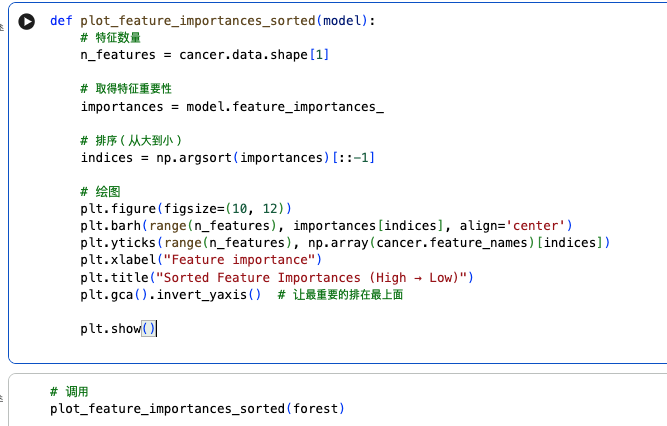 def plot_feature_importances_sorted(model):
    # 特征数量
    n_features = cancer.data.shape[1]

    # 取得特征重要性
    importances = model.feature_importances_

    # 排序（从大到小）
    indices = np.argsort(importances)[::-1]

    # 绘图
    plt.figure(figsize=(10, 12))
    plt.barh(range(n_features), importances[indices], align='center')
    plt.yticks(range(n_features), np.array(cancer.feature_names)[indices])
    plt.xlabel("Feature importance")
    plt.title("Sorted Feature Importances (High → Low)")
    plt.gca().invert_yaxis()  # 让最重要的排在最上面

    plt.show()

# 调用
plot_feature_importances_sorted(forest)